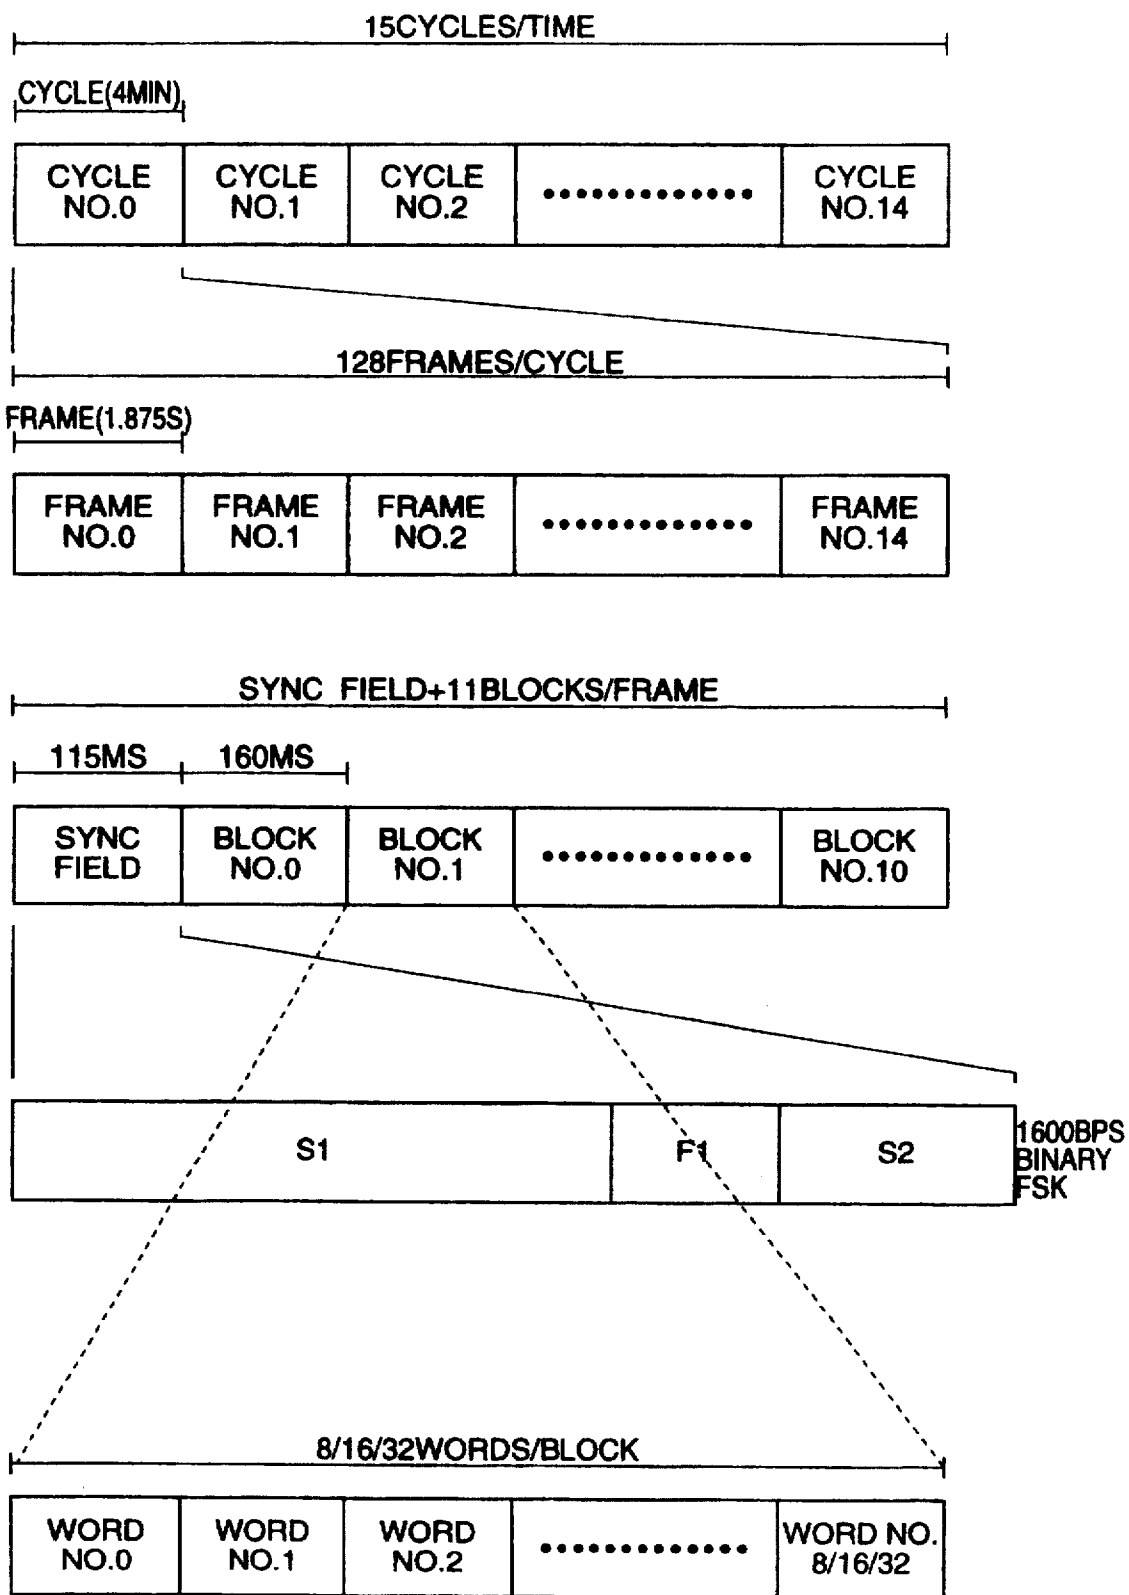 15CYCLES/TIME
CYCLE(4MIN)
CYCLE NO.0
CYCLE NO.1
CYCLE NO.2
CYCLE NO.14
128FRAMES/CYCLE
FRAME(1.875S)
FRAME NO.0
FRAME NO.1
FRAME NO.2
FRAME NO.14
SYNC FIELD+11BLOCKS/FRAME
115MS
160MS
SYNC FIELD
BLOCK NO.0
BLOCK NO.1
BLOCK NO.10
S1
F1
S2
1600BPS
BINARY
FSK
8/16/32WORDS/BLOCK
WORD NO.0
WORD NO.1
WORD NO.2
WORD NO. 8/16/32